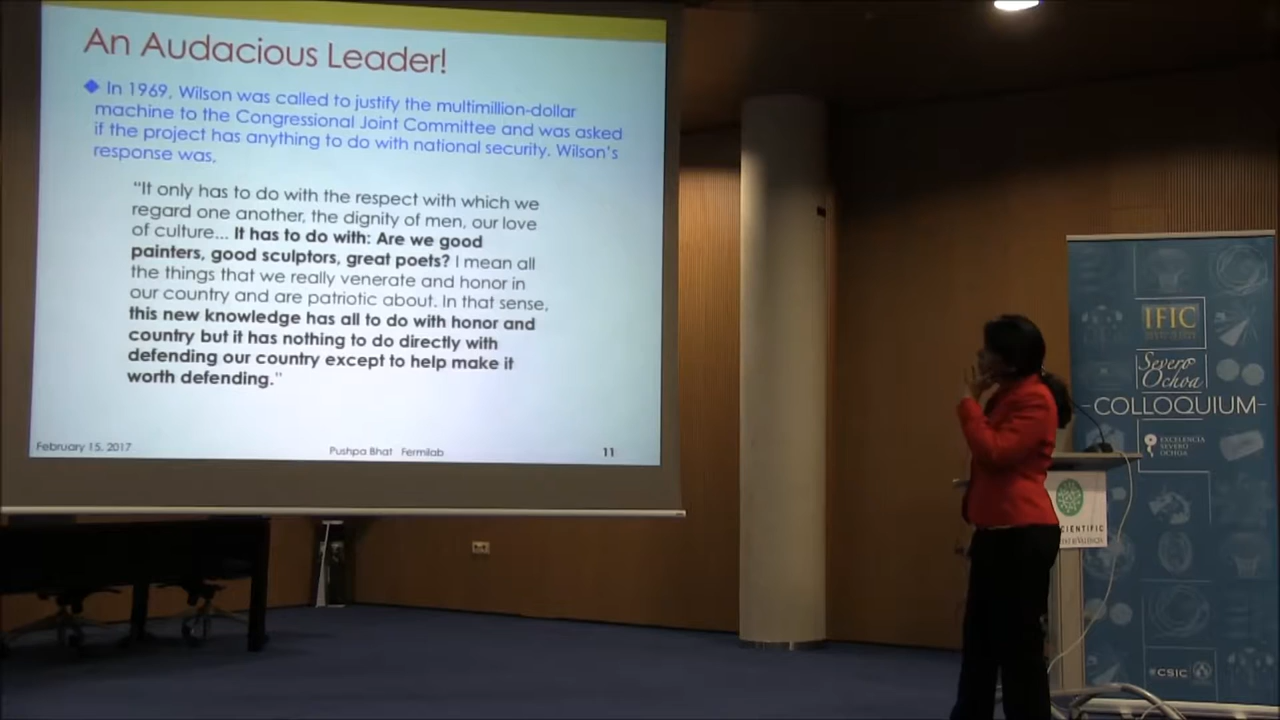 An Audacious Leader!
In 1969, Wilson was called to justify the multimillion-dollar
machine to the Congressional Joint Committee and was asked
if the project has anything to do with national security. Wilson's
response was,
"It only has to do with the respect with which we
regard one another, the dignity of men, our love
of culture... It has to do with: Are we good
painters, good sculptors, great poets? I mean all
the things that we really venerate and honor in
our country and are patriotic about. In that sense,
this new knowledge has all to do with honor and
country but it has nothing to do directly with
defending our country except to help make it
worth defending."
February 15, 2017
Pushpa Bhat Fermilab
11
IFIC
Severo
Ochoa
COLLOQUIUM
EXCELENCIA
SEVERO
OCHOA
CIENTIFIC
CSIC